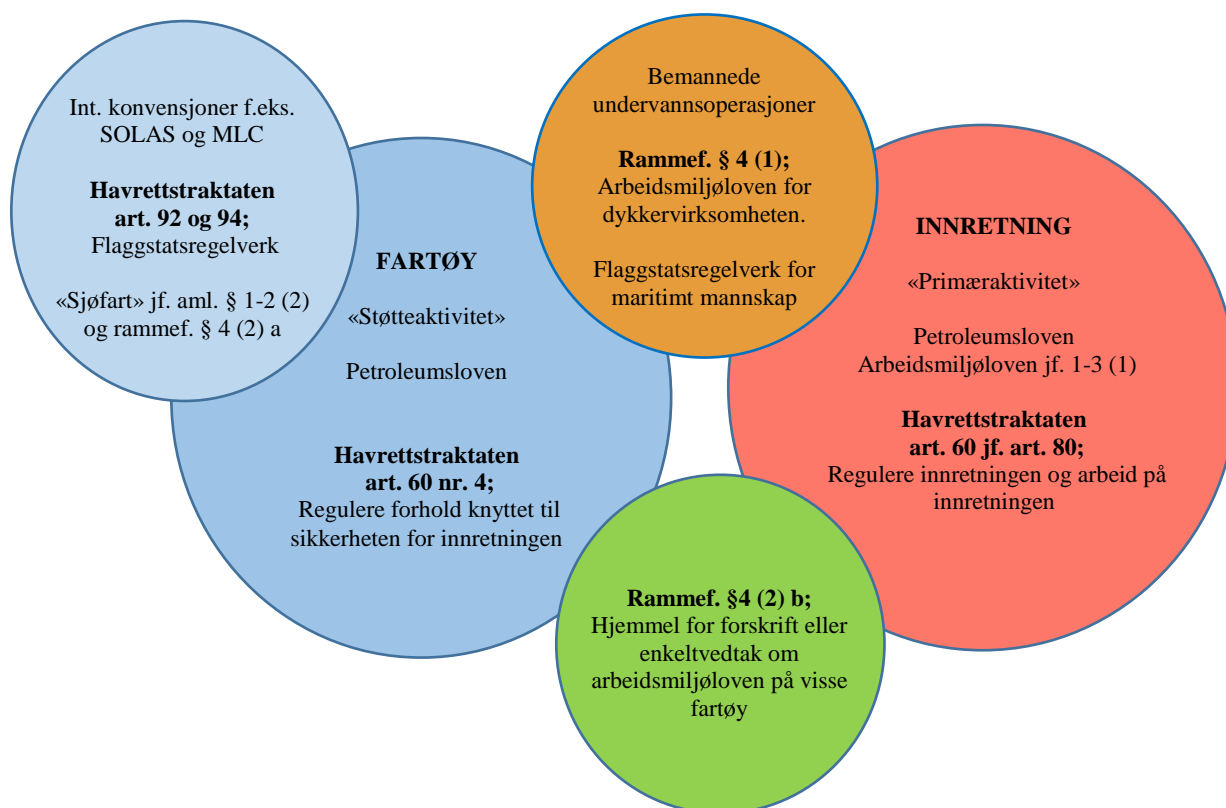 Int. konvensjoner f.eks.
SOLAS og MLC
Havrettstraktaten
art. 92 og 94;
Flaggstatsregelverk
«Sjøfart» jf. aml. § 1-2 (2)
og rammef. § 4 (2) a
FARTØY
«Støtteaktivitet»
Petroleumsloven
Havrettstraktaten
art. 60 nr. 4;
Regulere forhold knyttet til
sikkerheten for innretningen
Bemannede
undervannsoperasjoner
Rammef. § 4 (1);
Arbeidsmiljøloven for
dykkervirksomheten.
Flaggstatsregelverk for
maritimt mannskap
INNRETNING
«Primæraktivitet»
Petroleumsloven
Arbeidsmiljøloven jf. 1-3 (1)
Havrettstraktaten
art. 60 jf. art. 80;
Regulere innretningen og arbeid på
innretningen
Rammef. §4 (2) b;
Hjemmel for forskrift eller
enkeltvedtak om
arbeidsmiljøloven på visse
fartøy